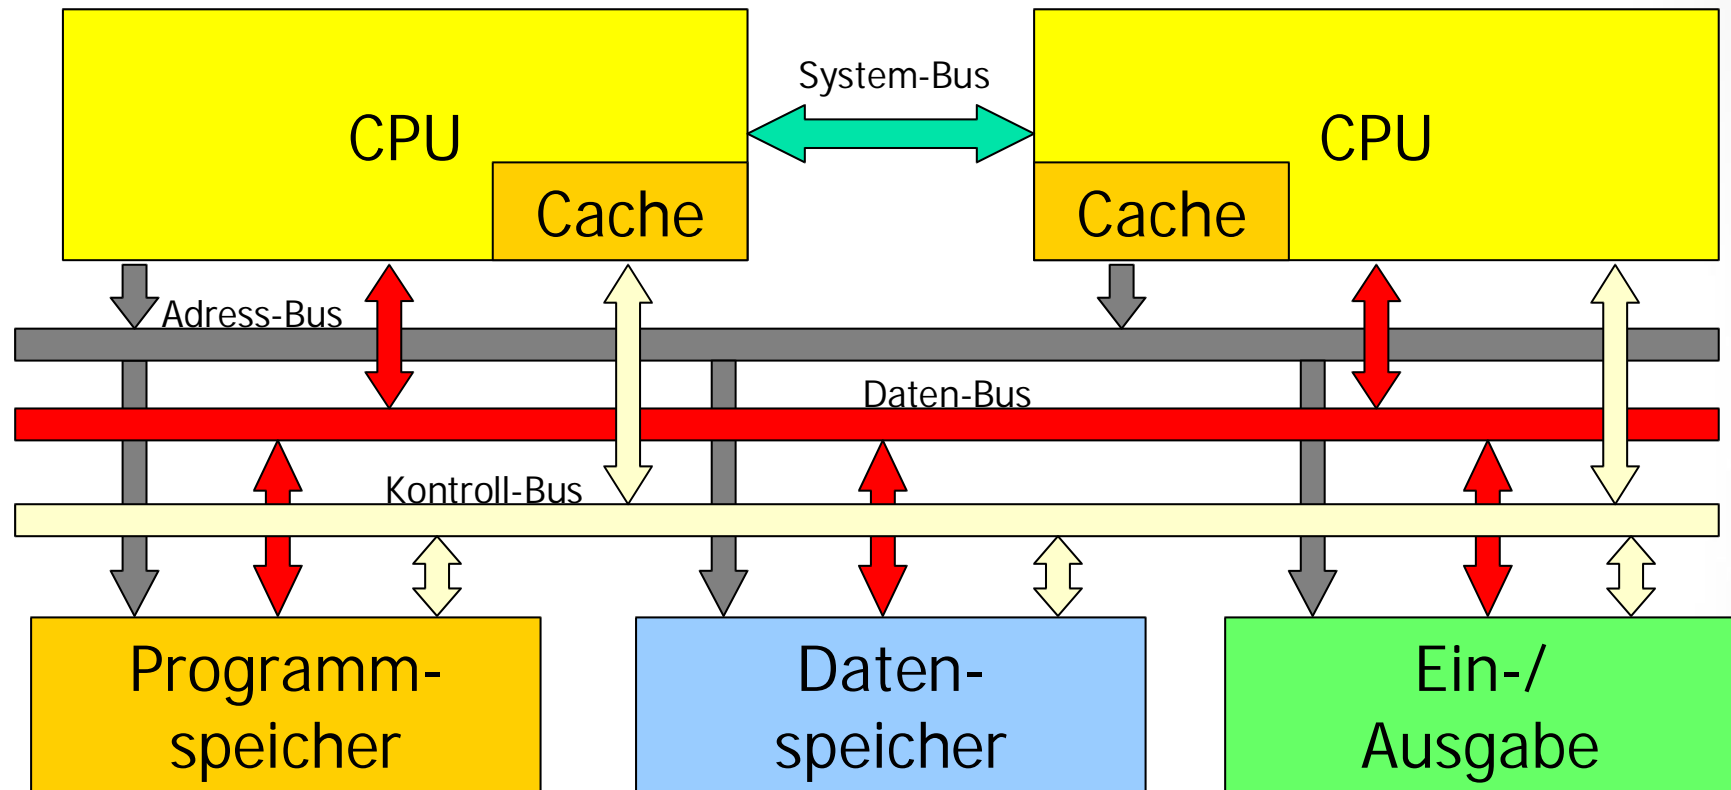 System-Bus
CPU
CPU
Cache
Cache
Adress-Bus
Daten-Bus
Kontroll-Bus
Programm-
speicher
Daten-
speicher
Ein-/
Ausgabe